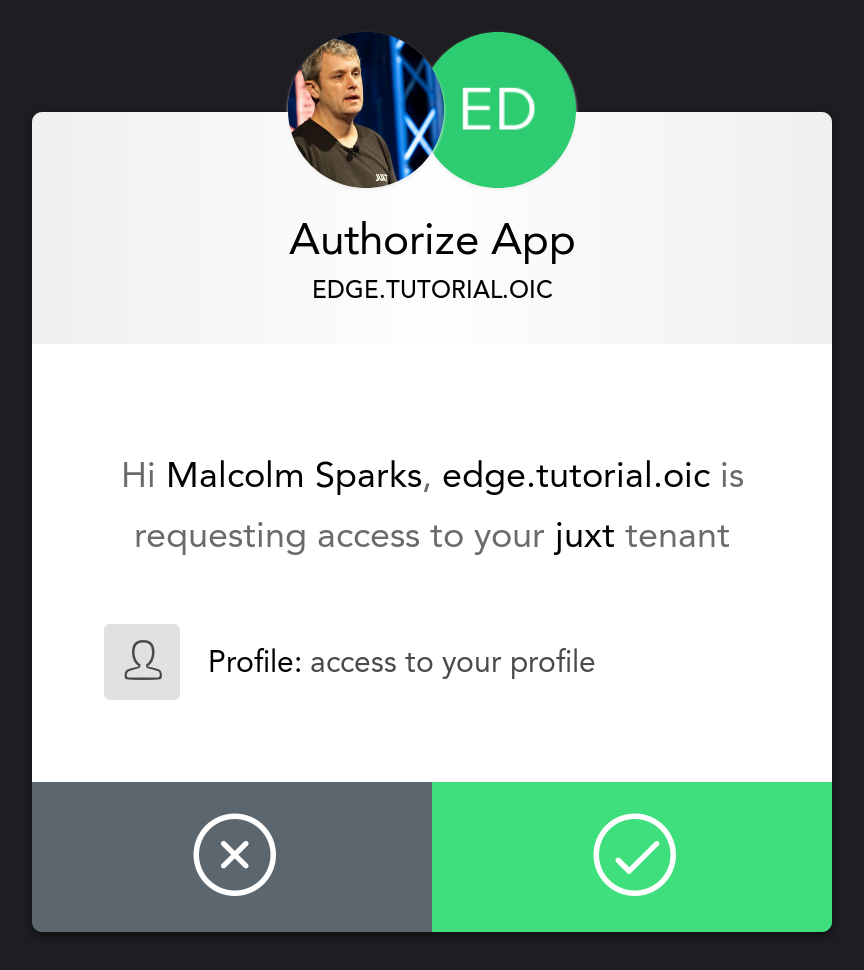 ED
Authorize App
EDGE.TUTORIAL.OIC
Hi Malcolm Sparks, edge.tutorial.oic is
requesting access to your juxt tenant
Profile: access to your profile